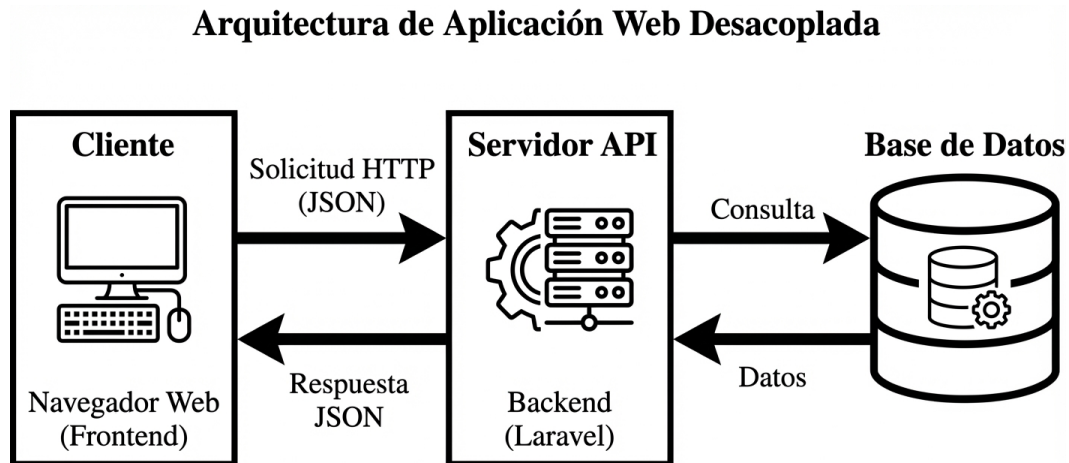 Arquitectura de Aplicación Web Desacoplada
Cliente
Navegador Web
(Frontend)
Solicitud HTTP
(JSON)
Respuesta
JSON
Servidor API
Backend
(Laravel)
Consulta
Datos
Base de Datos